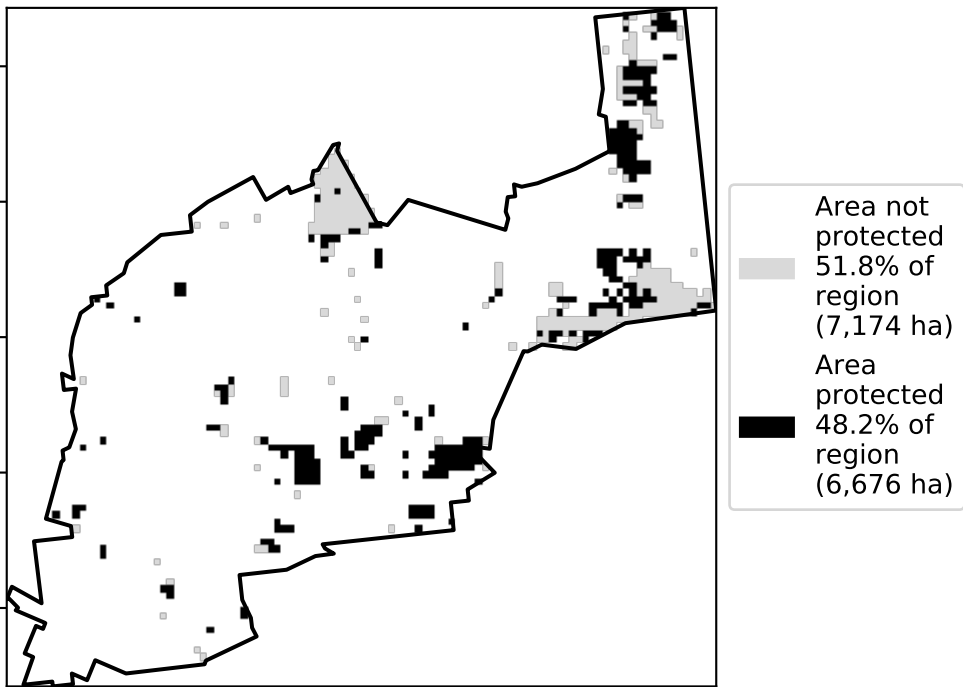 Area not
protected
51.8% of
region
(7,174 ha)
Area
protected
48.2% of
region
(6,676 ha)